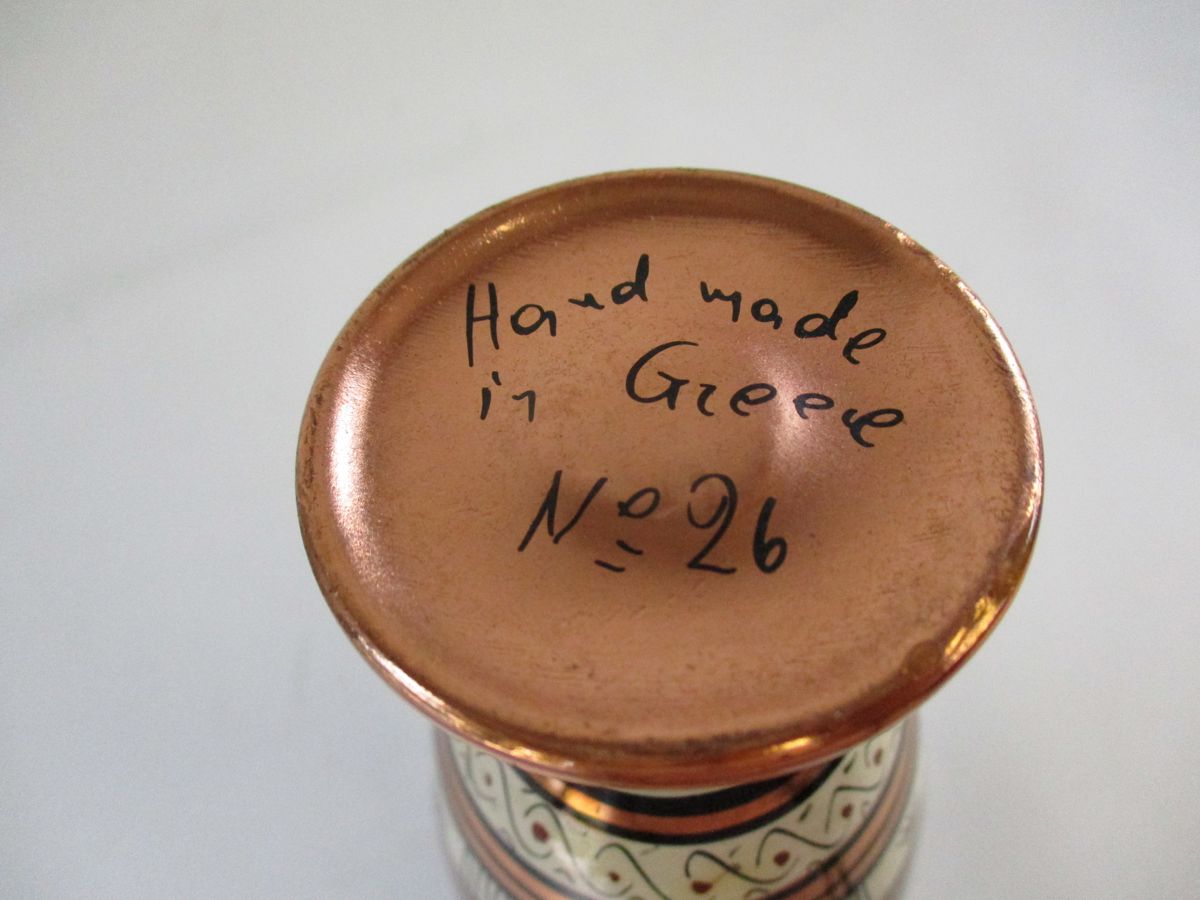 Hand made
in Greece
Nº 26